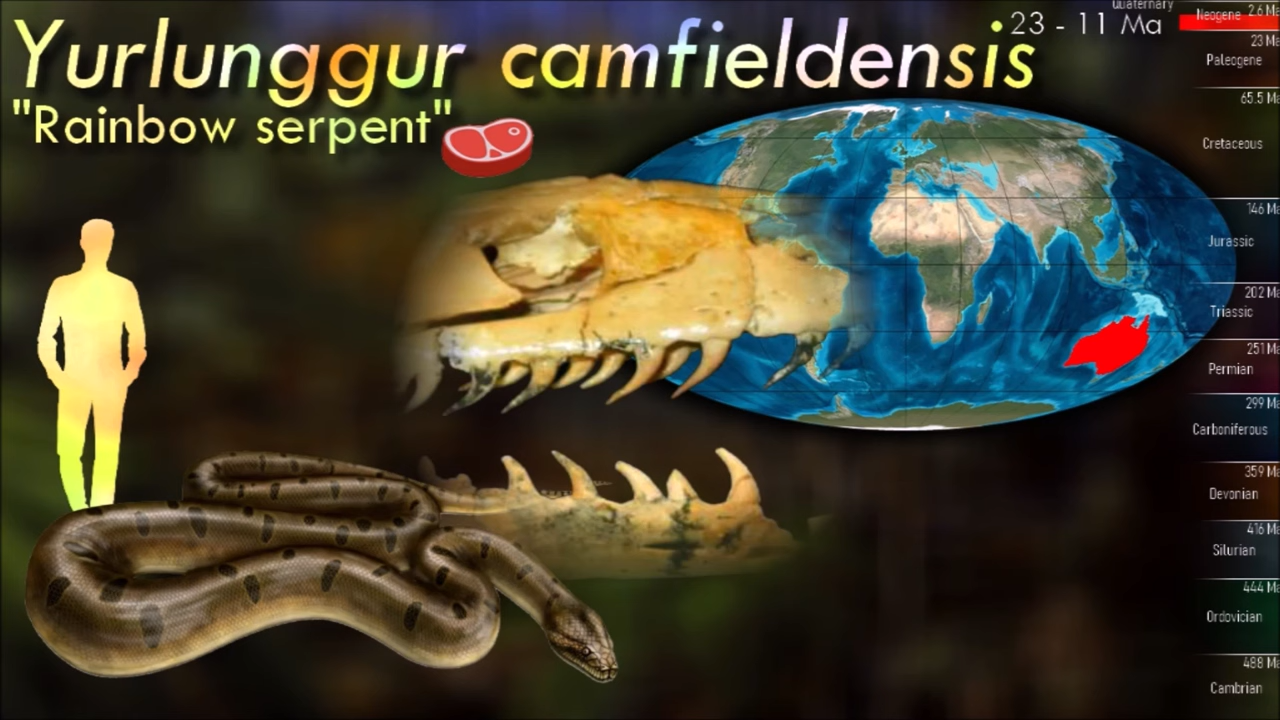 Yurlunggur camfieldensis
"Rainbow serpent"
23 - 11 Ma
Quaternary
Neogene
2.6 Ma
23 Ma
Paleogene
65.5 Ma
Cretaceous
146 Ma
Jurassic
202 Ma
Triassic
251 Ma
Permian
299 Ma
Carboniferous
359 Ma
Devonian
416 Ma
Silurian
444 Ma
Ordovician
488 Ma
Cambrian